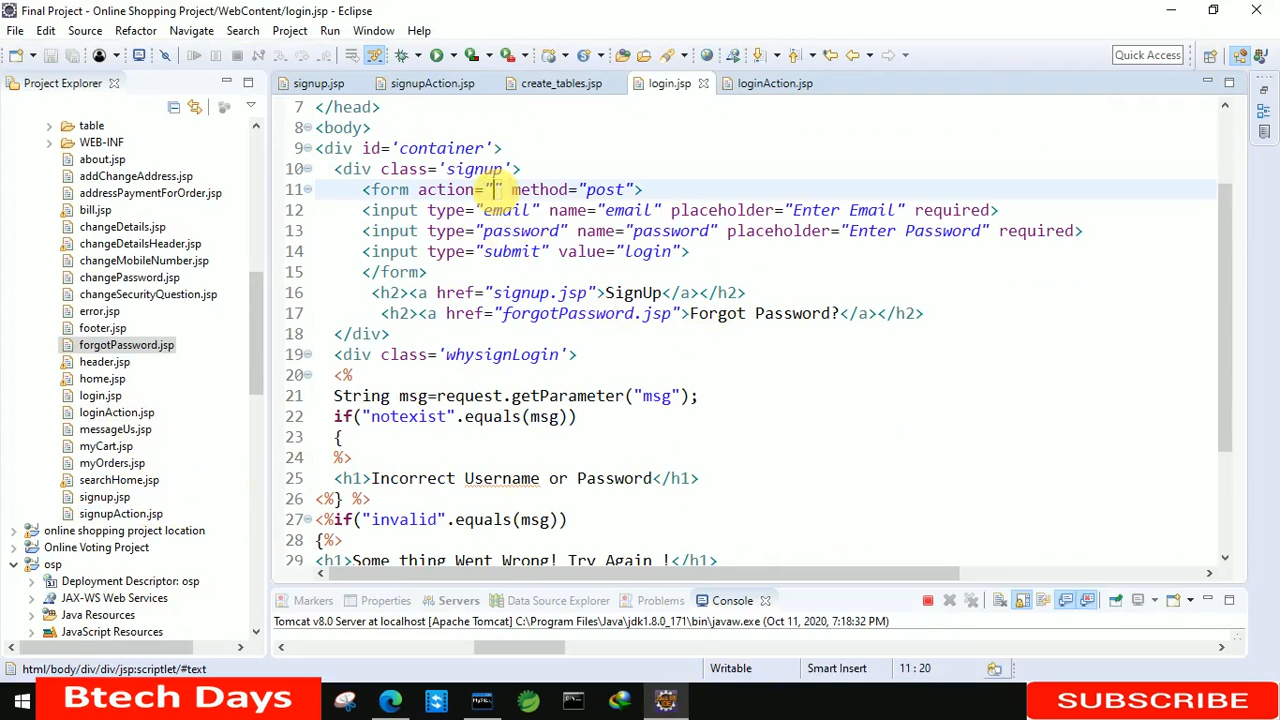 Final Project - Online Shopping Project/WebContent/login.jsp - Eclipse
File Edit Source Refactor Navigate Search Project Run Window Help
Quick Access
Project Explorer
signup.jsp signupAction.jsp create_tables.jsp login.jsp loginAction.jsp
table
WEB-INF
about.jsp
addChangeAddress.jsp
addressPaymentForOrder.jsp
bill.jsp
changeDetails.jsp
changeDetailsHeader.jsp
changeMobileNumber.jsp
changePassword.jsp
changeSecurityQuestion.jsp
error.jsp
footer.jsp
forgotPassword.jsp
header.jsp
home.jsp
login.jsp
loginAction.jsp
messageUs.jsp
myCart.jsp
myOrders.jsp
searchHome.jsp
signup.jsp
signupAction.jsp
online shopping project location
Online Voting Project
osp
Deployment Descriptor: osp
JAX-WS Web Services
Java Resources
JavaScript Resources
7 </head>
8 <body>
9 <div id='container'>
10 <div class='signup'>
11 <form action="" method="post">
12 <input type="email" name="email" placeholder="Enter Email" required>
13 <input type="password" name="password" placeholder="Enter Password" required>
14 <input type="submit" value="login">
15 </form>
16 <h2><a href="signup.jsp">SignUp</a></h2>
17 <h2><a href="forgotPassword.jsp">Forgot Password?</a></h2>
18 </div>
19 <div class='whysignLogin'>
20 <%
21 String msg=request.getParameter("msg");
22 if("notexist".equals(msg))
23 {
24 %>
25 <h1>Incorrect Username or Password</h1>
26 <%} %>
27 <%if("invalid".equals(msg))
28 {%>
29 <h1>Some thing Went Wrong! Try Again !</h1>
Markers Properties Servers Data Source Explorer Problems Console
Tomcat v8.0 Server at localhost [Apache Tomcat] C:\Program Files\Java\jdk1.8.0_171\bin\javaw.exe (Oct 11, 2020, 7:18:32 PM)
html/body/div/div/jsp:scriptlet/#text Writable Smart Insert 11 : 20
Btech Days
SUBSCRIBE